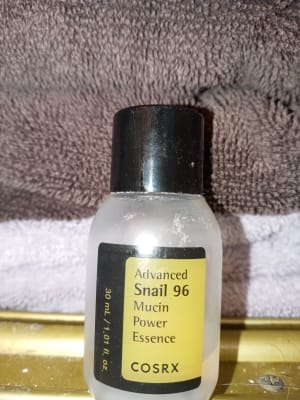 Advanced
Snail 96
Mucin
Power
Essence
COSRX
30 mL / 1.01 fl. oz.